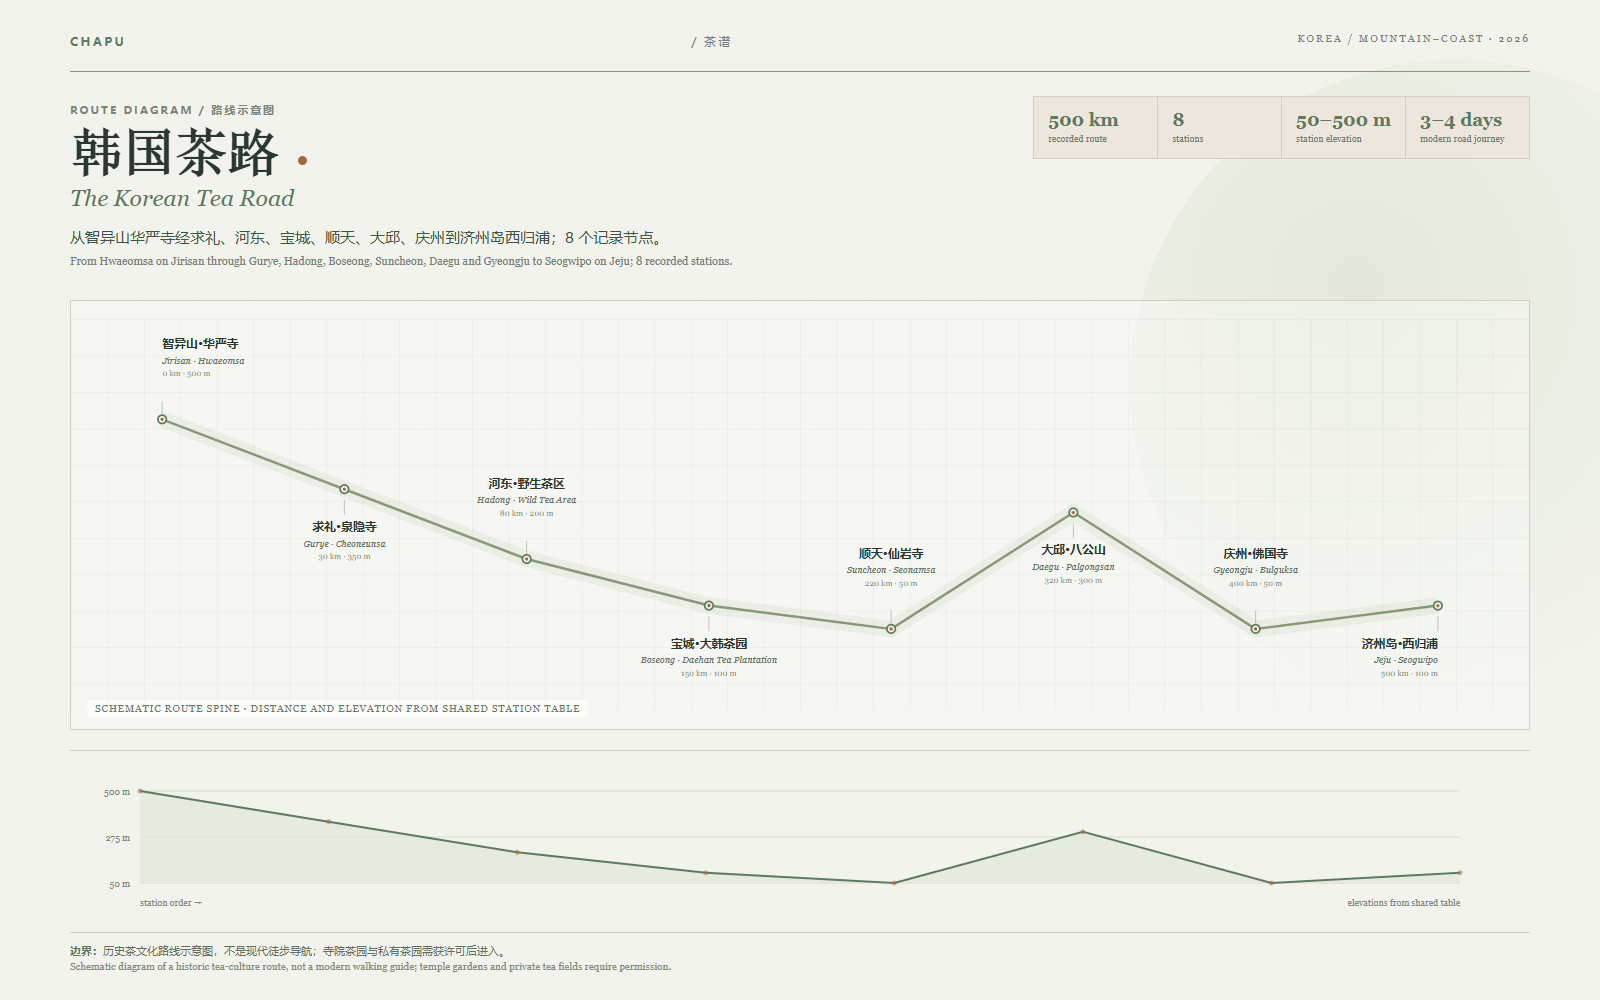 CHAPU
/ 茶谱
KOREA / MOUNTAIN–COAST · 2026
ROUTE DIAGRAM / 路线示意图
韩国茶路
The Korean Tea Road
从智异山华严寺经求礼、河东、宝城、顺天、大邱、庆州到济州岛西归浦；8 个记录节点。
From Hwaeomsa on Jirisan through Gurye, Hadong, Boseong, Suncheon, Daegu and Gyeongju to Seogwipo on Jeju; 8 recorded stations.
500 km
recorded route
8
stations
50–500 m
station elevation
3–4 days
modern road journey
智异山·华严寺
Jirisan · Hwaeomsa
0 km · 500 m
求礼·泉隐寺
Gurye · Cheoneunsa
30 km · 350 m
河东·野生茶区
Hadong · Wild Tea Area
80 km · 200 m
宝城·大韩茶园
Boseong · Daehan Tea Plantation
150 km · 100 m
顺天·仙岩寺
Suncheon · Seonamsa
220 km · 50 m
大邱·八公山
Daegu · Palgongsan
320 km · 300 m
庆州·佛国寺
Gyeongju · Bulguksa
400 km · 50 m
济州岛·西归浦
Jeju · Seogwipo
500 km · 100 m
SCHEMATIC ROUTE SPINE · DISTANCE AND ELEVATION FROM SHARED STATION TABLE
500 m
275 m
50 m
station order →
elevations from shared table
边界：历史茶文化路线示意图，不是现代徒步导航；寺院茶园与私有茶园需获许可后进入。
Schematic diagram of a historic tea-culture route, not a modern walking guide; temple gardens and private tea fields require permission.